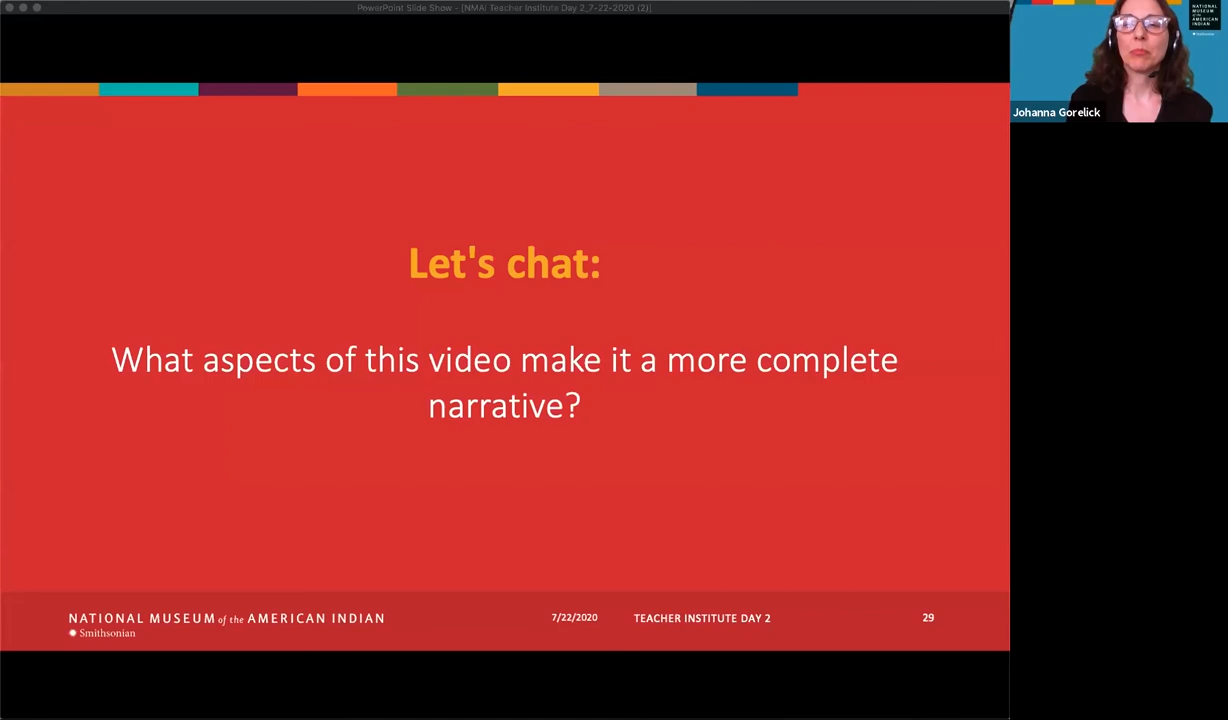 PowerPoint Slide Show - [NMAI Teacher Institute Day 2_7-22-2020 (2)]
NATIONAL
MUSEUM
of the
AMERICAN
INDIAN
Smithsonian
Johanna Gorelick
Let's chat:
What aspects of this video make it a more complete
narrative?
NATIONAL MUSEUM of the AMERICAN INDIAN
Smithsonian
7/22/2020
TEACHER INSTITUTE DAY 2
29